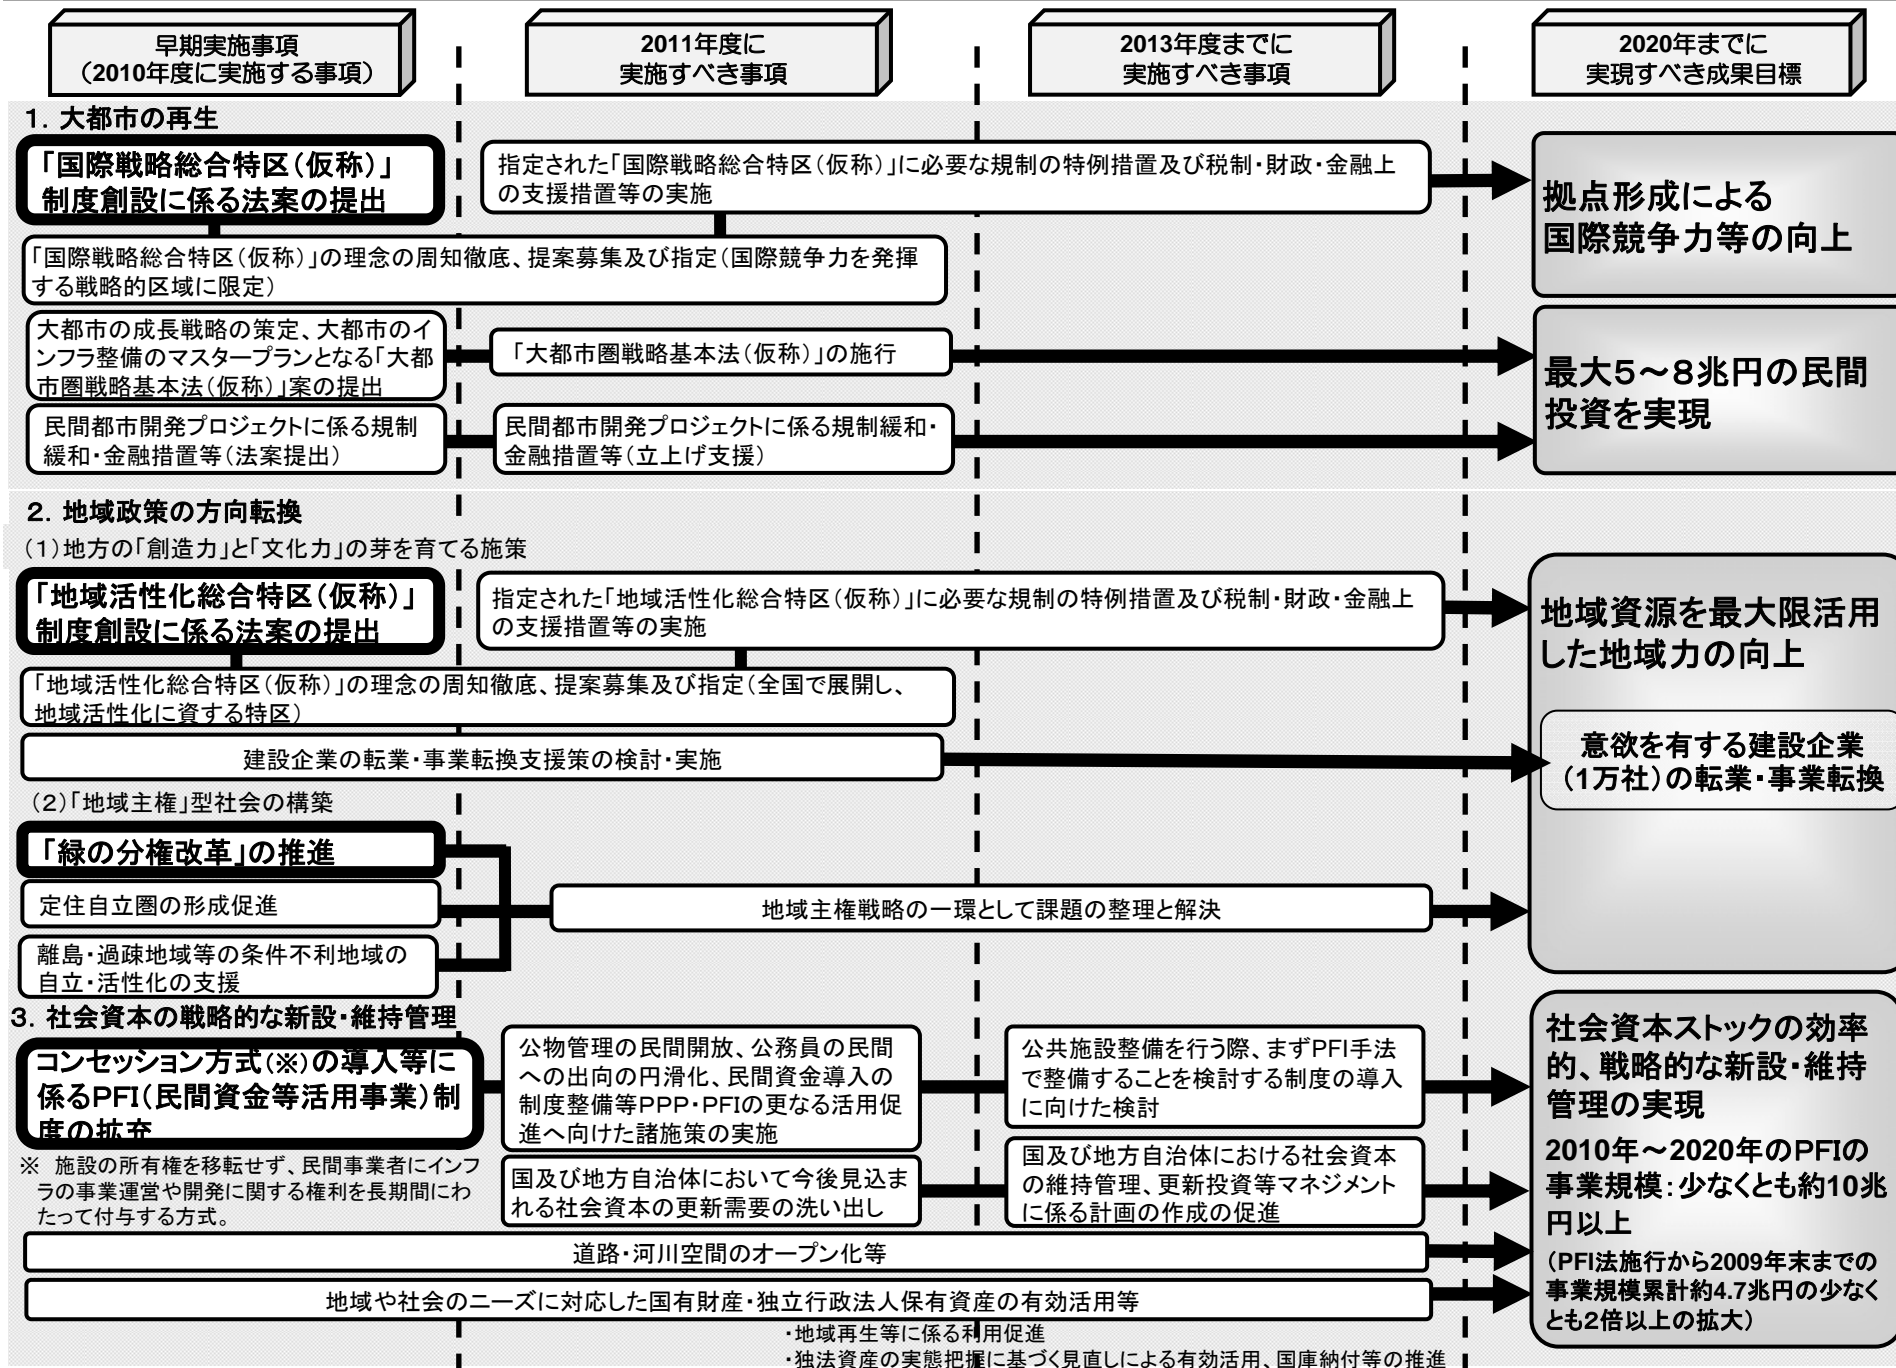 早期実施事項
（2010年度に実施する事項）
2011年度に
実施すべき事項
2013年度までに
実施すべき事項
2020年までに
実現すべき成果目標
１．大都市の再生
「国際戦略総合特区（仮称）」
制度創設に係る法案の提出
指定された「国際戦略総合特区（仮称）」に必要な規制の特例措置及び税制・財政・金融上
の支援措置等の実施
拠点形成による
国際競争力等の向上
「国際戦略総合特区（仮称）」の理念の周知徹底、提案募集及び指定（国際競争力を発揮
する戦略的区域に限定）
大都市の成長戦略の策定、大都市のイ
ンフラ整備のマスタープランとなる「大都
市圏戦略基本法（仮称）」案の提出
「大都市圏戦略基本法（仮称）」の施行
最大５～８兆円の民間
投資を実現
民間都市開発プロジェクトに係る規制
緩和・金融措置等（法案提出）
民間都市開発プロジェクトに係る規制緩和・
金融措置等（立上げ支援）
２．地域政策の方向転換
（１）地方の「創造力」と「文化力」の芽を育てる施策
「地域活性化総合特区（仮称）」
制度創設に係る法案の提出
指定された「地域活性化総合特区（仮称）」に必要な規制の特例措置及び税制・財政・金融上
の支援措置等の実施
地域資源を最大限活用
した地域力の向上
「地域活性化総合特区（仮称）」の理念の周知徹底、提案募集及び指定（全国で展開し、
地域活性化に資する特区）
建設企業の転業・事業転換支援策の検討・実施
意欲を有する建設企業
（1万社）の転業・事業転換
（２）「地域主権」型社会の構築
「緑の分権改革」の推進
定住自立圏の形成促進
地域主権戦略の一環として課題の整理と解決
離島・過疎地域等の条件不利地域の
自立・活性化の支援
３．社会資本の戦略的な新設・維持管理
コンセッション方式（※）の導入等に
係るPFI（民間資金等活用事業）制
度の拡充
※　施設の所有権を移転せず、民間事業者にインフ
ラの事業運営や開発に関する権利を長期間にわ
たって付与する方式。
公物管理の民間開放、公務員の民間
への出向の円滑化、民間資金導入の
制度整備等PPP・PFIの更なる活用促
進へ向けた諸施策の実施
公共施設整備を行う際、まずPFI手法
で整備することを検討する制度の導入
に向けた検討
社会資本ストックの効率
的、戦略的な新設・維持
管理の実現
2010年～2020年のPFIの
事業規模：少なくとも約10兆
円以上
（PFI法施行から2009年末までの
事業規模累計約4.7兆円の少なく
とも２倍以上の拡大）
国及び地方自治体において今後見込ま
れる社会資本の更新需要の洗い出し
国及び地方自治体における社会資本
の維持管理、更新投資等マネジメント
に係る計画の作成の促進
道路・河川空間のオープン化等
地域や社会のニーズに対応した国有財産・独立行政法人保有資産の有効活用等
・地域再生等に係る利用促進
・独法資産の実態把握に基づく見直しによる有効活用、国庫納付等の推進